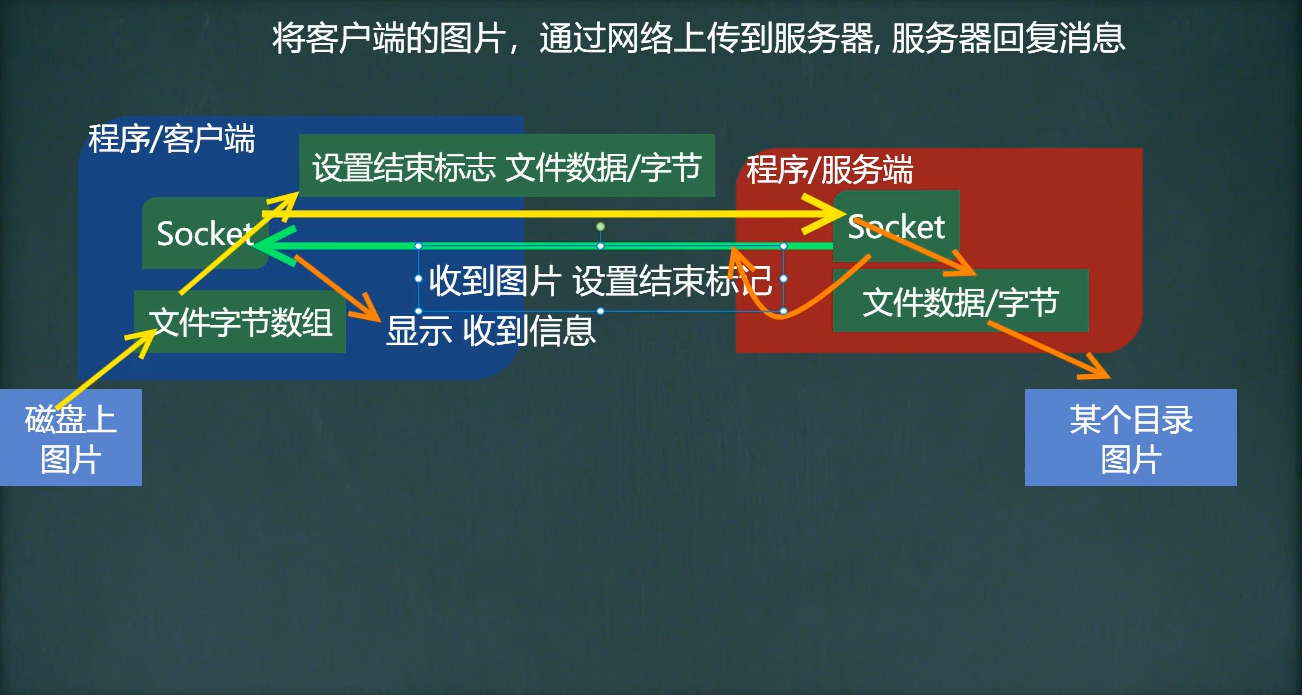 将客户端的图片，通过网络上传到服务器, 服务器回复消息
程序/客户端
设置结束标志 文件数据/字节
程序/服务端
Socket
Socket
收到图片 设置结束标记
文件字节数组
文件数据/字节
显示 收到信息
磁盘上
图片
某个目录
图片